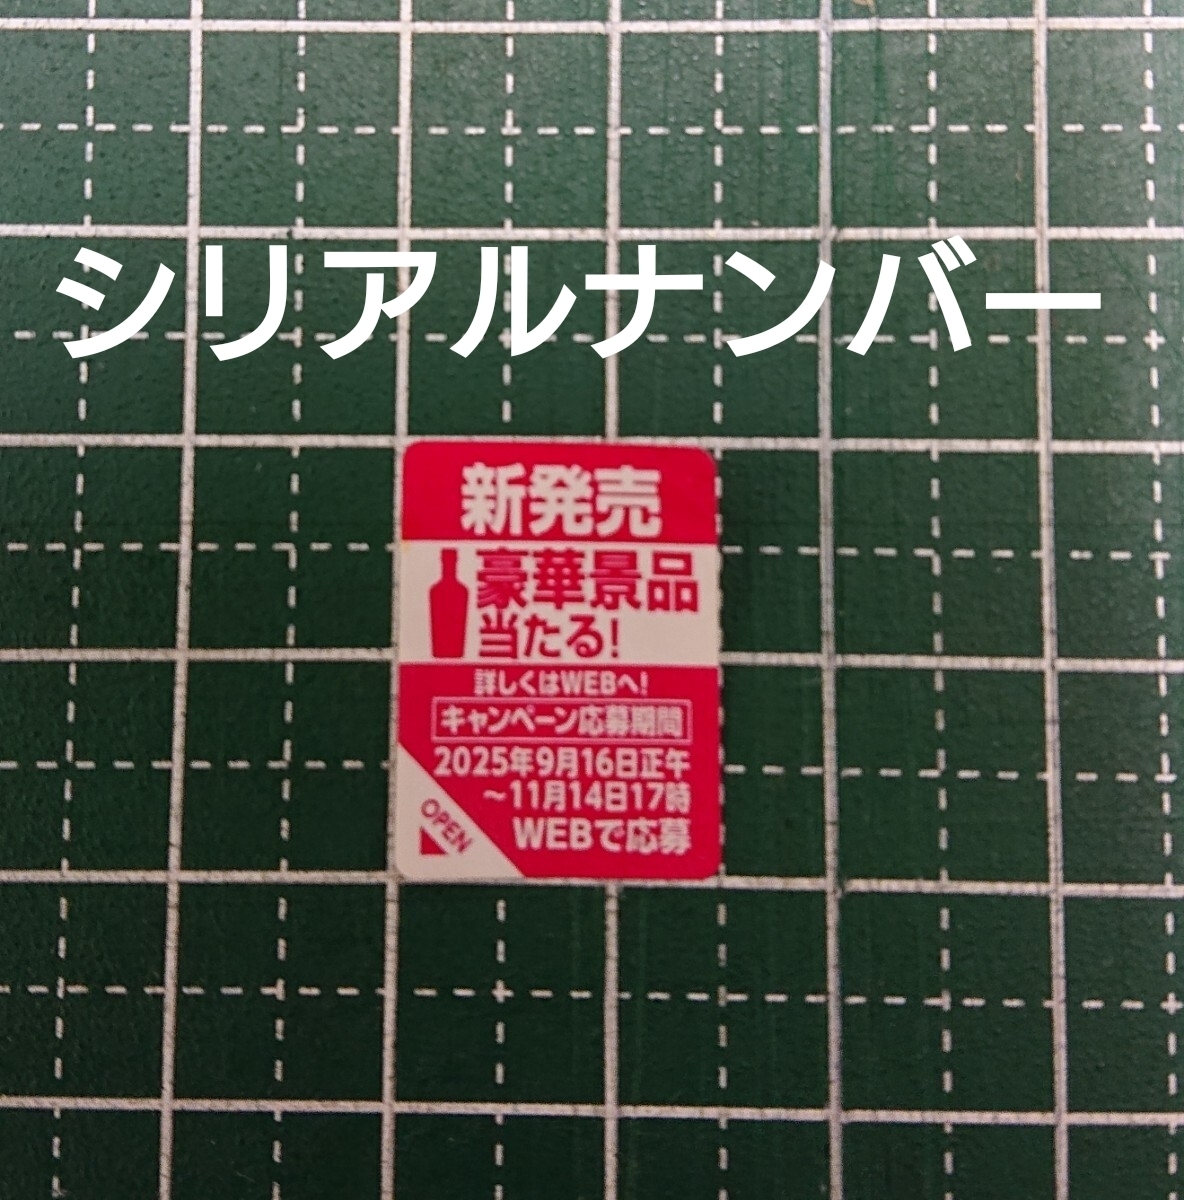 シリアルナンバー
新発売
豪華景品
当たる!
詳しくはWEBへ!
キャンペーン応募期間
2025年9月16日正午
～11月14日17時
WEBで応募
OPEN